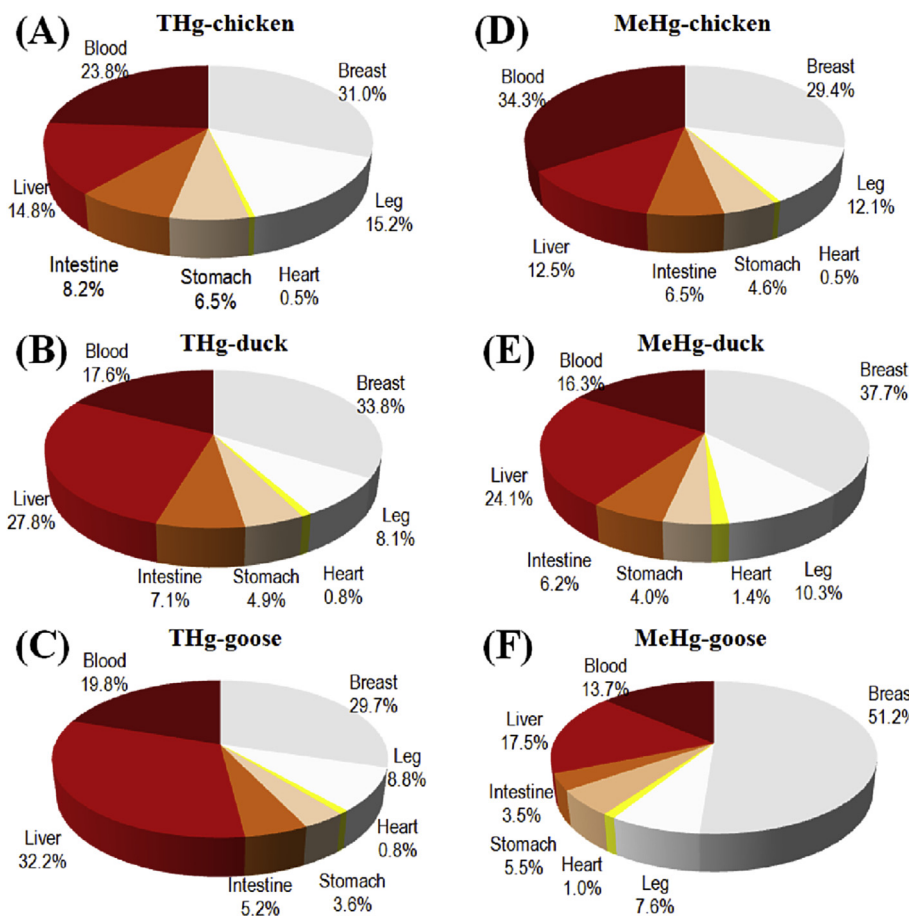 (A)
THg-chicken
Blood
23.8%
Breast
31.0%
Liver
14.8%
Leg
15.2%
Intestine
8.2%
Stomach
6.5%
Heart
0.5%
(D)
MeHg-chicken
Blood
34.3%
Breast
29.4%
Leg
12.1%
Liver
12.5%
Intestine
6.5%
Stomach
4.6%
Heart
0.5%
(B)
THg-duck
Blood
17.6%
Breast
33.8%
Liver
27.8%
Leg
8.1%
Intestine
7.1%
Stomach
4.9%
Heart
0.8%
(E)
MeHg-duck
Blood
16.3%
Breast
37.7%
Liver
24.1%
Intestine
6.2%
Stomach
4.0%
Heart
1.4%
Leg
10.3%
(C)
THg-goose
Blood
19.8%
Breast
29.7%
Leg
8.8%
Heart
0.8%
Liver
32.2%
Intestine
5.2%
Stomach
3.6%
(F)
MeHg-goose
Blood
13.7%
Breas
51.2%
Liver
17.5%
Intestine
3.5%
Stomach
5.5%
Heart
1.0%
Leg
7.6%